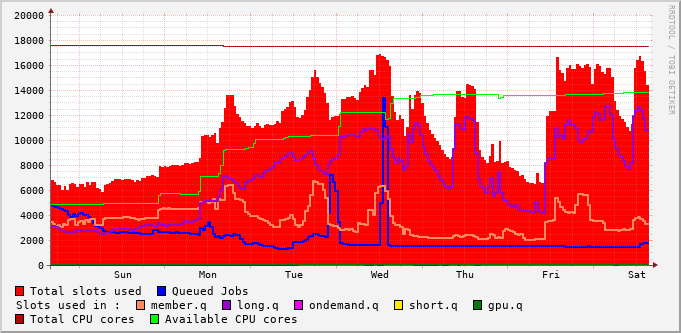 20000
18000
16000
14000
12000
10000
8000
6000
4000
2000
0
Sun Mon Tue Wed Thu Fri Sat
RRDTOOL / TOBI OETIKER
Total slots used Queued Jobs
Slots used in : member.q long.q ondemand.q short.q gpu.q
Total CPU cores Available CPU cores